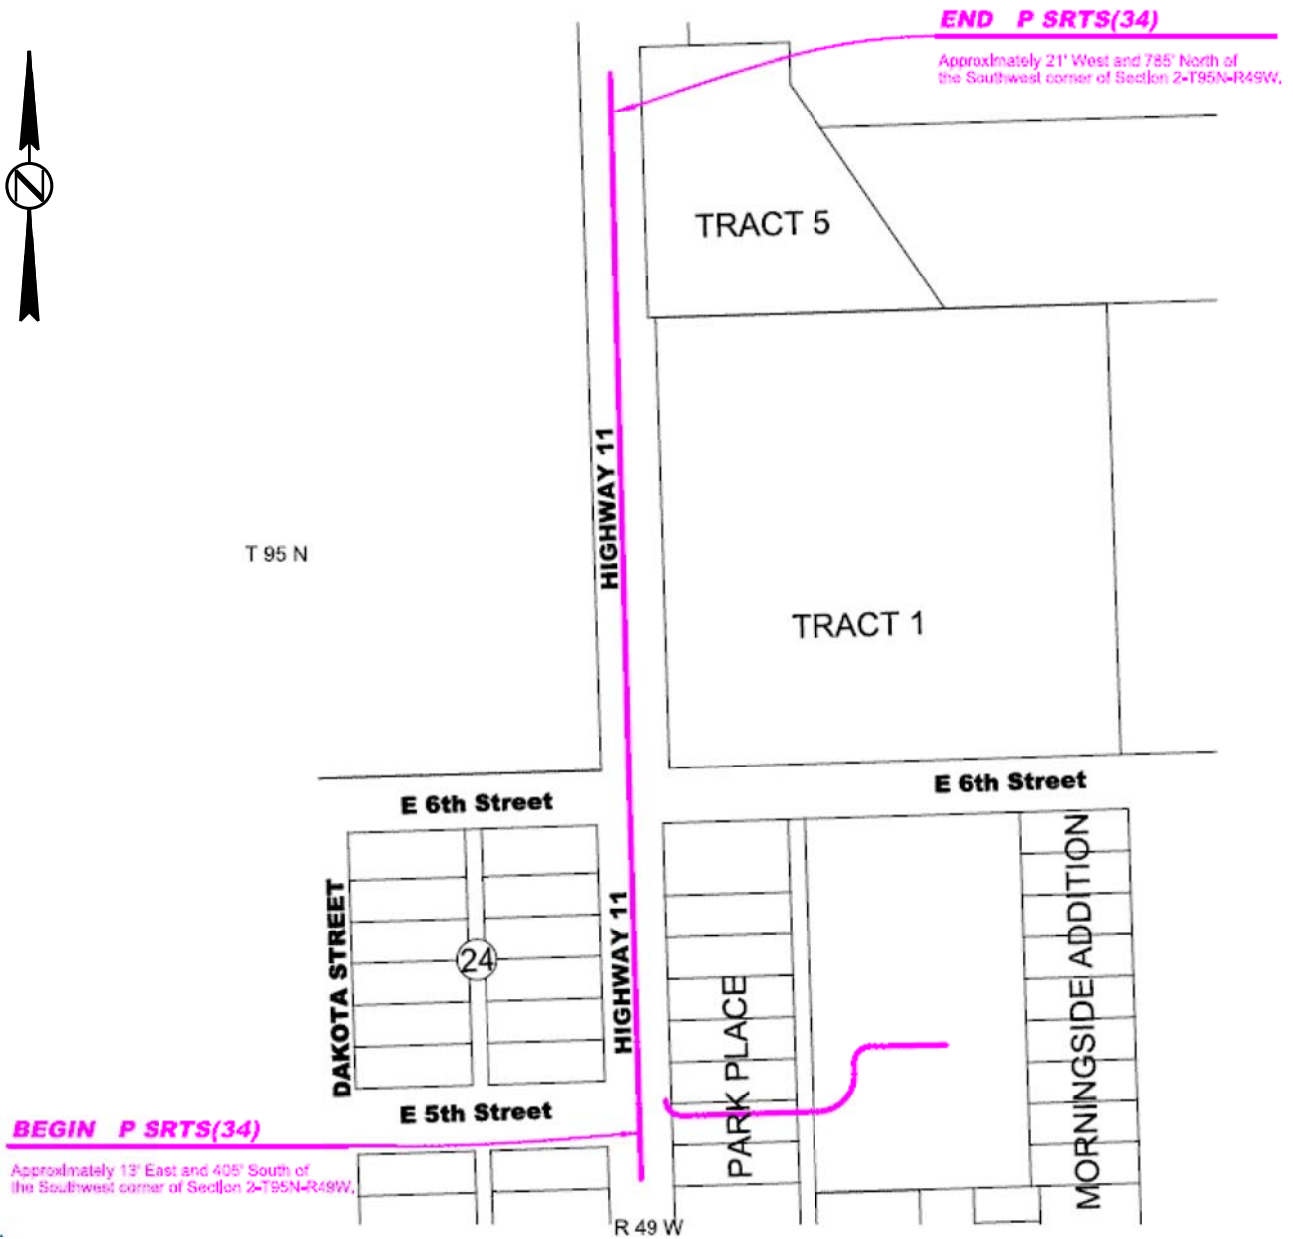 END P SRTS(34)
Approximately 21' West and 785' North of
the Southwest corner of Section 2-T95N-R49W.
N
TRACT 5
HIGHWAY 11
T 95 N
TRACT 1
E 6th Street
E 6th Street
DAKOTA STREET
24
HIGHWAY 11
PARK PLACE
MORNINGSIDE ADDITION
E 5th Street
BEGIN P SRTS(34)
Approximately 13' East and 405' South of
the Southwest corner of Section 2-T95N-R49W.
R 49 W